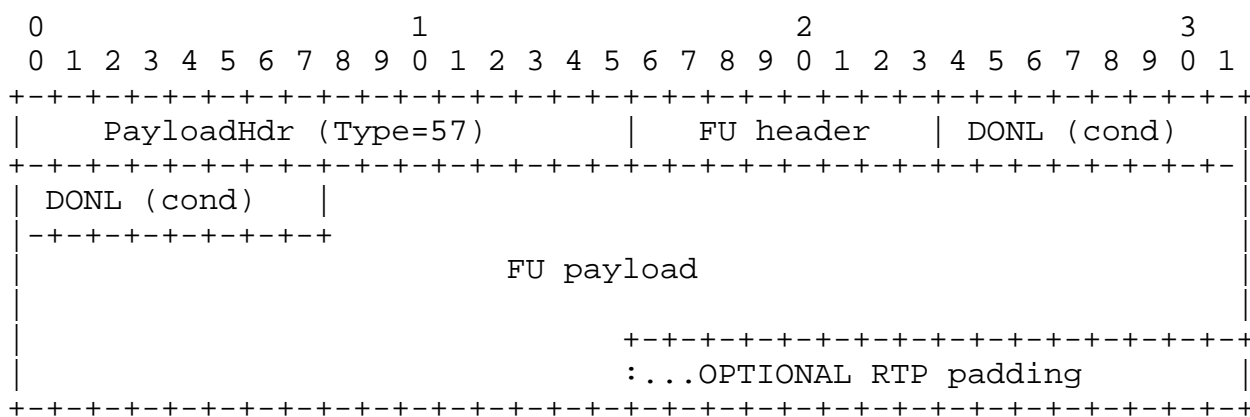 0                   1                   2                   3
 0 1 2 3 4 5 6 7 8 9 0 1 2 3 4 5 6 7 8 9 0 1 2 3 4 5 6 7 8 9 0 1
+-+-+-+-+-+-+-+-+-+-+-+-+-+-+-+-+-+-+-+-+-+-+-+-+-+-+-+-+-+-+-+-+
|    PayloadHdr (Type=57)       |   FU header   | DONL (cond)   |
+-+-+-+-+-+-+-+-+-+-+-+-+-+-+-+-+-+-+-+-+-+-+-+-+-+-+-+-+-+-+-+-|
| DONL (cond)   |                                               |
|-+-+-+-+-+-+-+-+                                               |
|                         FU payload                            |
|                                                               |
|                               +-+-+-+-+-+-+-+-+-+-+-+-+-+-+-+-+
|                               :...OPTIONAL RTP padding        |
+-+-+-+-+-+-+-+-+-+-+-+-+-+-+-+-+-+-+-+-+-+-+-+-+-+-+-+-+-+-+-+-+